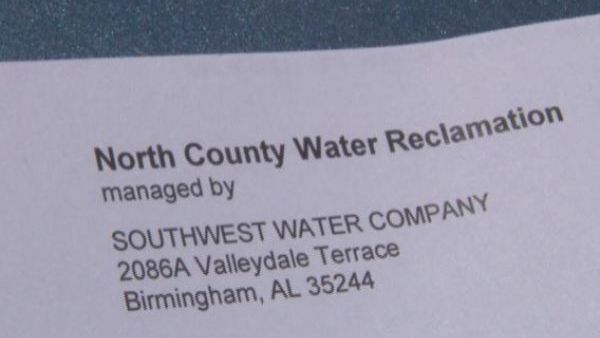 North County Water Reclamation
managed by
SOUTHWEST WATER COMPANY
2086A Valleydale Terrace
Birmingham, AL 35244